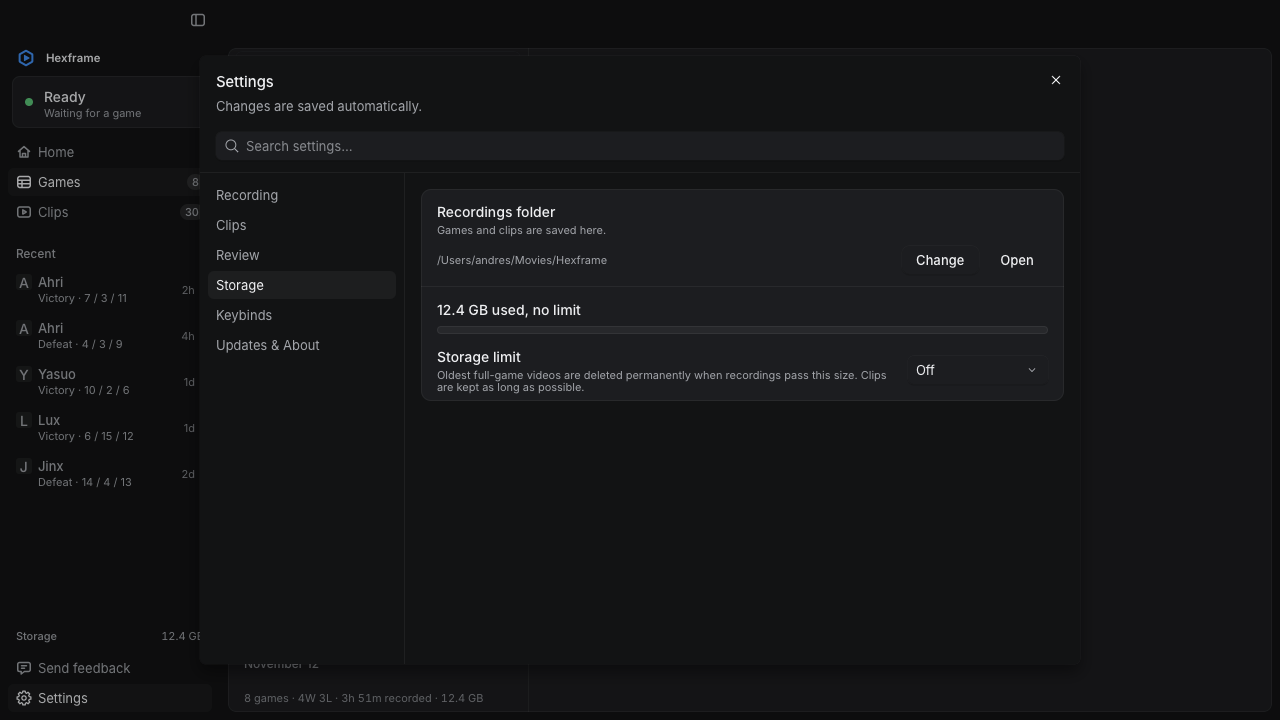 Hexframe
Ready
Waiting for a game
Home
Games 8
Clips 30
Recent
A Ahri
Victory · 7 / 3 / 11
2h
A Ahri
Defeat · 4 / 3 / 9
4h
Y Yasuo
Victory · 10 / 2 / 6
1d
L Lux
Victory · 6 / 15 / 12
1d
J Jinx
Defeat · 14 / 4 / 13
2d
Storage 12.4 GB
Send feedback
Settings
Settings
Changes are saved automatically.
Search settings...
Recording
Clips
Review
Storage
Keybinds
Updates & About
Recordings folder
Games and clips are saved here.
/Users/andres/Movies/Hexframe
Change Open
12.4 GB used, no limit
Storage limit
Oldest full-game videos are deleted permanently when recordings pass this size. Clips
are kept as long as possible.
Off
November 12
8 games · 4W 3L · 3h 51m recorded · 12.4 GB